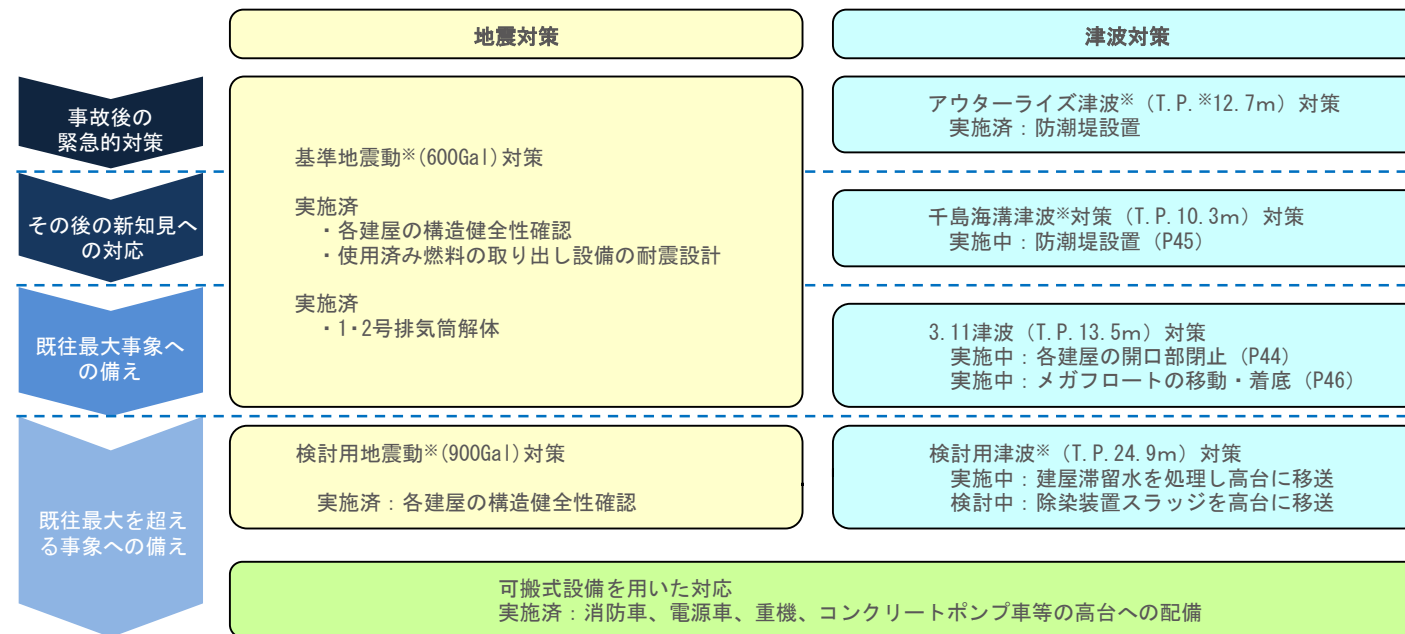 地震対策
津波対策
事故後の
緊急的対策
基準地震動※(600Gal)対策
実施済
・各建屋の構造健全性確認
・使用済み燃料の取り出し設備の耐震設計
実施済
・1・2号排気筒解体
アウターライズ津波※（T.P.※12.7m）対策
実施済：防潮堤設置
その後の新知見へ
の対応
千島海溝津波※対策（T.P.10.3m）対策
実施中：防潮堤設置（P45）
既往最大事象へ
の備え
3.11津波（T.P.13.5m）対策
実施中：各建屋の開口部閉止（P44）
実施中：メガフロートの移動・着底（P46）
既往最大を超え
る事象への備え
検討用地震動※(900Gal)対策
実施済：各建屋の構造健全性確認
検討用津波※（T.P.24.9m）対策
実施中：建屋滞留水を処理し高台に移送
検討中：除染装置スラッジを高台に移送
可搬式設備を用いた対応
実施済：消防車、電源車、重機、コンクリートポンプ車等の高台への配備